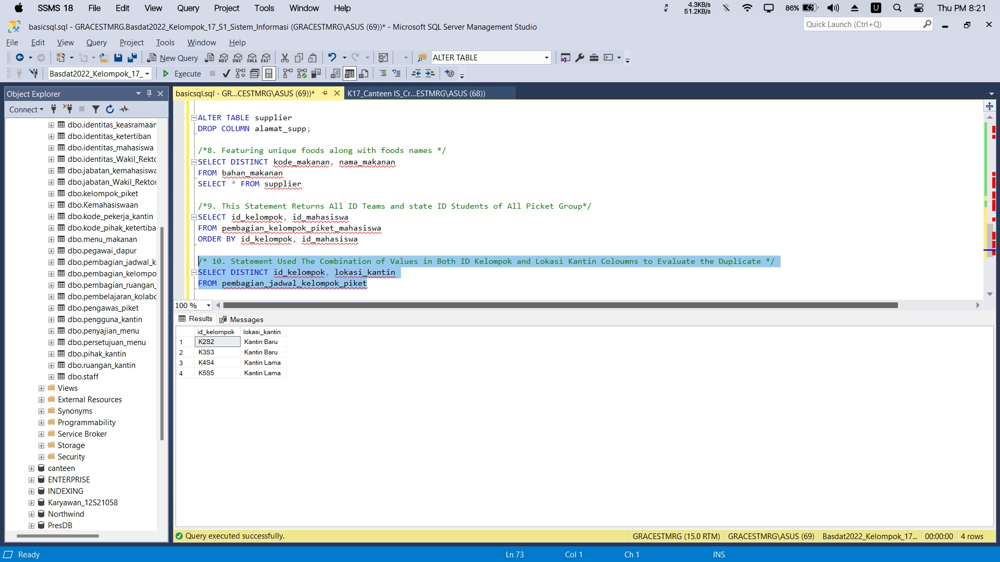 SSMS 18 File Edit View Query Project Tools Window Help 4.3KB/s 51.2KB/s 86% U Thu PM 8:21
basicsql.sql - GRACESTMRG.Basdat2022_Kelompok_17_S1_Sistem_Informasi (GRACESTMRG\ASUS (69))* - Microsoft SQL Server Management Studio
Quick Launch (Ctrl+Q)
File Edit View Query Project Tools Window Help
New Query MDX DMX XMLA DAX ALTER TABLE
Basdat2022_Kelompok_17_ Execute
Object Explorer
Connect
dbo.identitas_keasramaan
dbo.identitas_ketertiban
dbo.identitas_mahasiswa
dbo.identitas_Wakil_Rektc
dbo.jabatan_kemahasiswa
dbo.jabatan_Wakil_Rektor
dbo.kelompok_piket
dbo.Kemahasiswaan
dbo.kode_pekerja_kantin
dbo.kode_pihak_ketertiba
dbo.menu_makanan
dbo.pegawai_dapur
dbo.pembagian_jadwal_k
dbo.pembagian_kelompo
dbo.pembagian_ruangan_
dbo.pembelajaran_kolabc
dbo.pengawas_piket
dbo.pengguna_kantin
dbo.penyajian_menu
dbo.persetujuan_menu
dbo.pihak_kantin
dbo.ruangan_kantin
dbo.staff
Views
External Resources
Synonyms
Programmability
Service Broker
Storage
Security
canteen
ENTERPRISE
INDEXING
Karyawan_12S21058
Northwind
PresDB
basicsql.sql - GR...CESTMRG\ASUS (69))* K17_Canteen IS_Cr...ESTMRG\ASUS (68))
ALTER TABLE supplier
DROP COLUMN alamat_supp;
/*8. Featuring unique foods along with foods names */
SELECT DISTINCT kode_makanan, nama_makanan
FROM bahan_makanan
SELECT * FROM supplier
/*9. This Statement Returns All ID Teams and state ID Students of All Picket Group*/
SELECT id_kelompok, id_mahasiswa
FROM pembagian_kelompok_piket_mahasiswa
ORDER BY id_kelompok, id_mahasiswa
/* 10. Statement Used The Combination of Values in Both ID Kelompok and Lokasi Kantin Coloumns to Evaluate the Duplicate */
SELECT DISTINCT id_kelompok, lokasi_kantin
FROM pembagian_jadwal_kelompok_piket
100 %
Results Messages
id_kelompok lokasi_kantin
1 K2S2 Kantin Baru
2 K3S3 Kantin Baru
3 K4S4 Kantin Lama
4 K5S5 Kantin Lama
Query executed successfully. GRACESTMRG (15.0 RTM) GRACESTMRG\ASUS (69) Basdat2022_Kelompok_17... 00:00:00 4 rows
Ready Ln 73 Col 1 Ch 1 INS